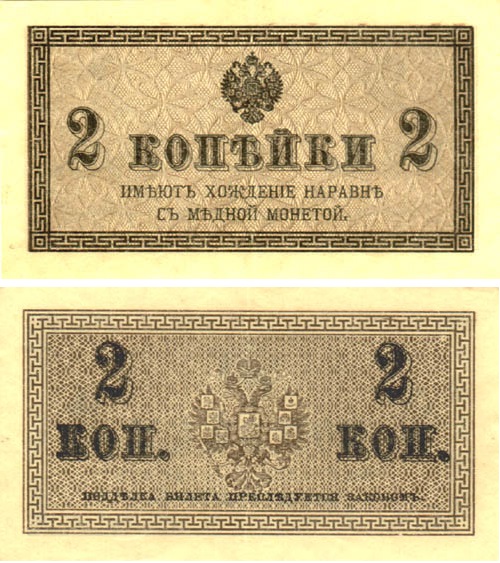 2 КОПѢЙКИ 2
ИМѢЮТЪ ХОЖДЕНІЕ НАРАВНѢ
СЪ МѢДНОЙ МОНЕТОЙ.
2 2
КОП. КОП.
ПОДДѢЛКА БИЛЕТА ПРЕСЛѢДУЕТСЯ ЗАКОНОМЪ.